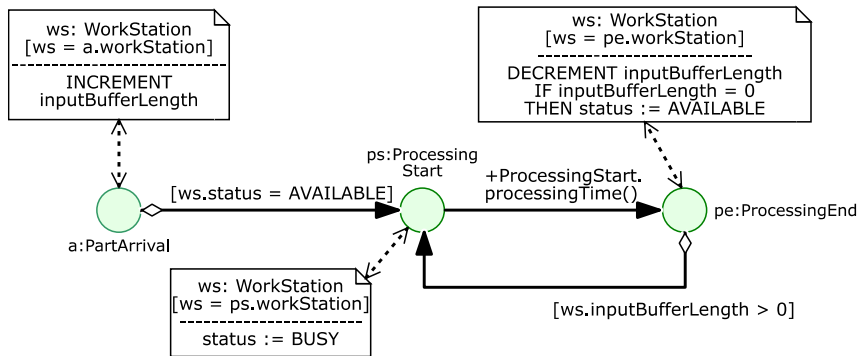 ws: WorkStation
[ws = a.workStation]
INCREMENT
inputBufferLength
ws: WorkStation
[ws = pe.workStation]
DECREMENT inputBufferLength
IF inputBufferLength = 0
THEN status := AVAILABLE
ps:Processing
Start
[ws.status = AVAILABLE]
+ProcessingStart.
processingTime()
a:PartArrival
pe:ProcessingEnd
ws: WorkStation
[ws = ps.workStation]
status := BUSY
[ws.inputBufferLength > 0]